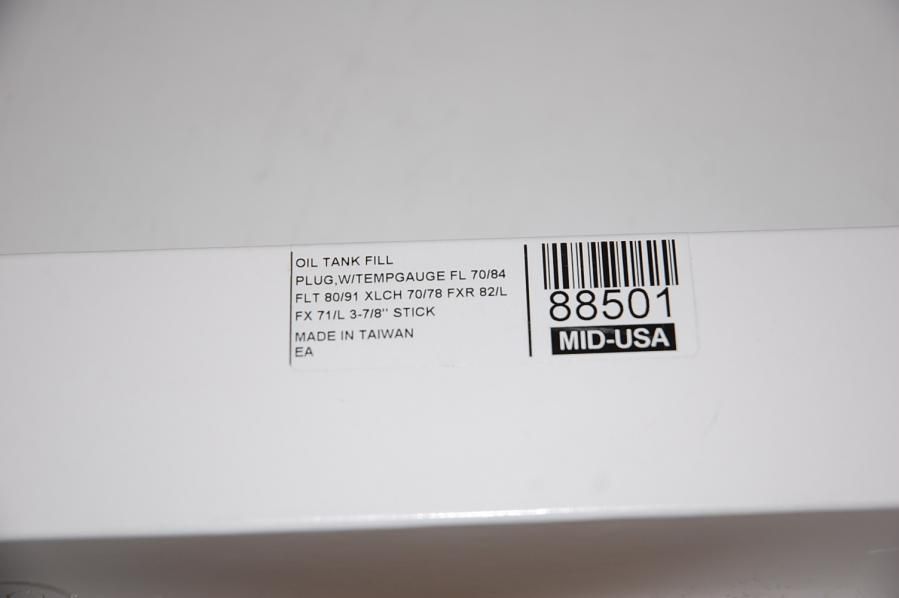 OIL TANK FILL
PLUG,W/TEMPGAUGE FL 70/84
FLT 80/91 XLCH 70/78 FXR 82/L
FX 71/L 3-7/8" STICK
MADE IN TAIWAN
EA
88501
MID-USA